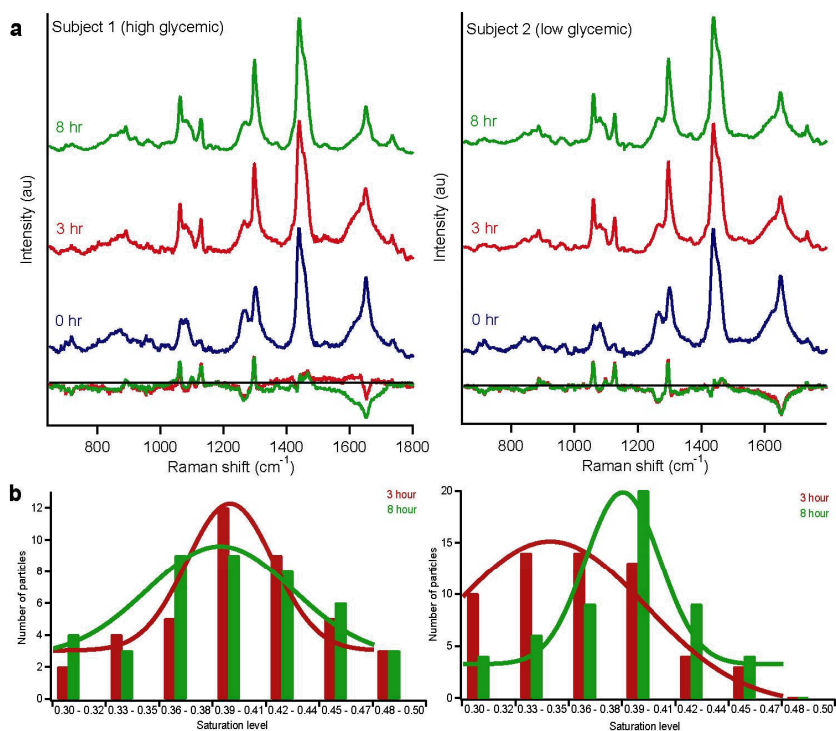 a
Subject 1 (high glycemic)
8 hr
3 hr
0 hr
Intensity (au)
800 1000 1200 1400 1600 1800
Raman shift (cm⁻¹)
Subject 2 (low glycemic)
8 hr
3 hr
0 hr
Intensity (au)
800 1000 1200 1400 1600
Raman shift (cm⁻¹)
b
3 hour
8 hour
Number of particles
12
10
8
6
4
2
0
0.30 - 0.32 0.33 - 0.35 0.36 - 0.38 0.39 - 0.41 0.42 - 0.44 0.45 - 0.47 0.48 - 0.50
Saturation level
3 hour
8 hour
Number of particles
20
15
10
5
0
0.30 - 0.32 0.33 - 0.35 0.36 - 0.38 0.39 - 0.41 0.42 - 0.44 0.45 - 0.47 0.48 - 0.50
Saturation level